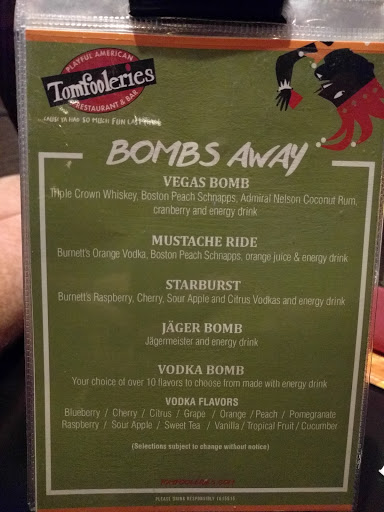 PLAYFUL AMERICAN
Tomfooleries
RESTAURANT & BAR
BOMBS AWAY
VEGAS BOMB
Triple Crown Whiskey, Boston Peach Schnapps, Admiral Nelson Coconut Rum,
cranberry and energy drink
MUSTACHE RIDE
Burnett's Orange Vodka, Boston Peach Schnapps, orange juice & energy drink
STARBURST
Burnett's Raspberry, Cherry, Sour Apple and Citrus Vodkas and energy drink
JÄGER BOMB
Jägermeister and energy drink
VODKA BOMB
Your choice of over 10 flavors to choose from made with energy drink
VODKA FLAVORS
Blueberry / Cherry / Citrus / Grape / Orange / Peach / Pomegranate
Raspberry / Sour Apple / Sweet Tea / Vanilla / Tropical Fruit / Cucumber
(Selections subject to change without notice)
PLEASE DRINK RESPONSIBLY